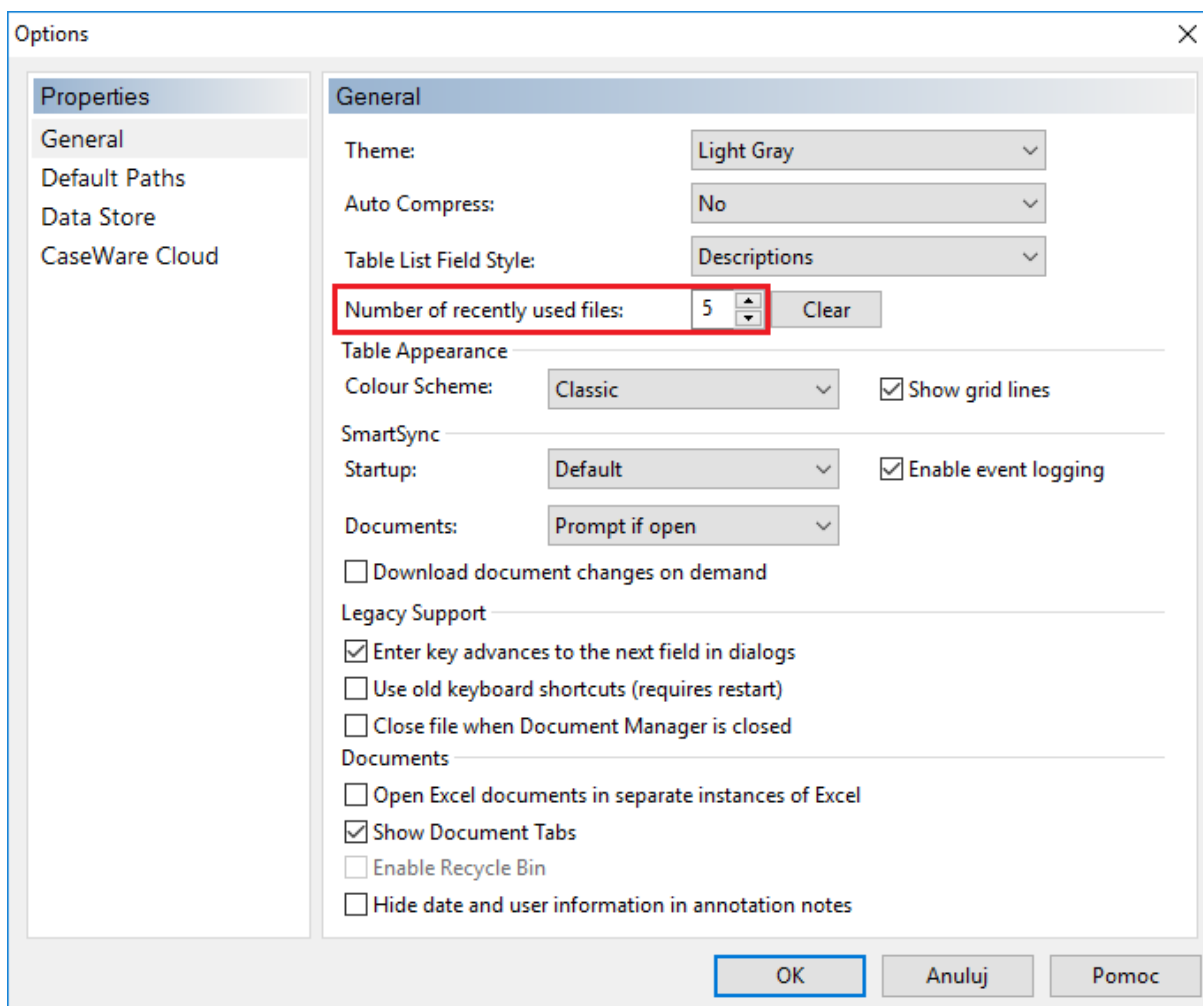 Options
Properties
General
Default Paths
Data Store
CaseWare Cloud
General
Theme: Light Gray
Auto Compress: No
Table List Field Style: Descriptions
Number of recently used files: 5 Clear
Table Appearance
Colour Scheme: Classic Show grid lines
SmartSync
Startup: Default Enable event logging
Documents: Prompt if open
Download document changes on demand
Legacy Support
Enter key advances to the next field in dialogs
Use old keyboard shortcuts (requires restart)
Close file when Document Manager is closed
Documents
Open Excel documents in separate instances of Excel
Show Document Tabs
Enable Recycle Bin
Hide date and user information in annotation notes
OK Anuluj Pomoc